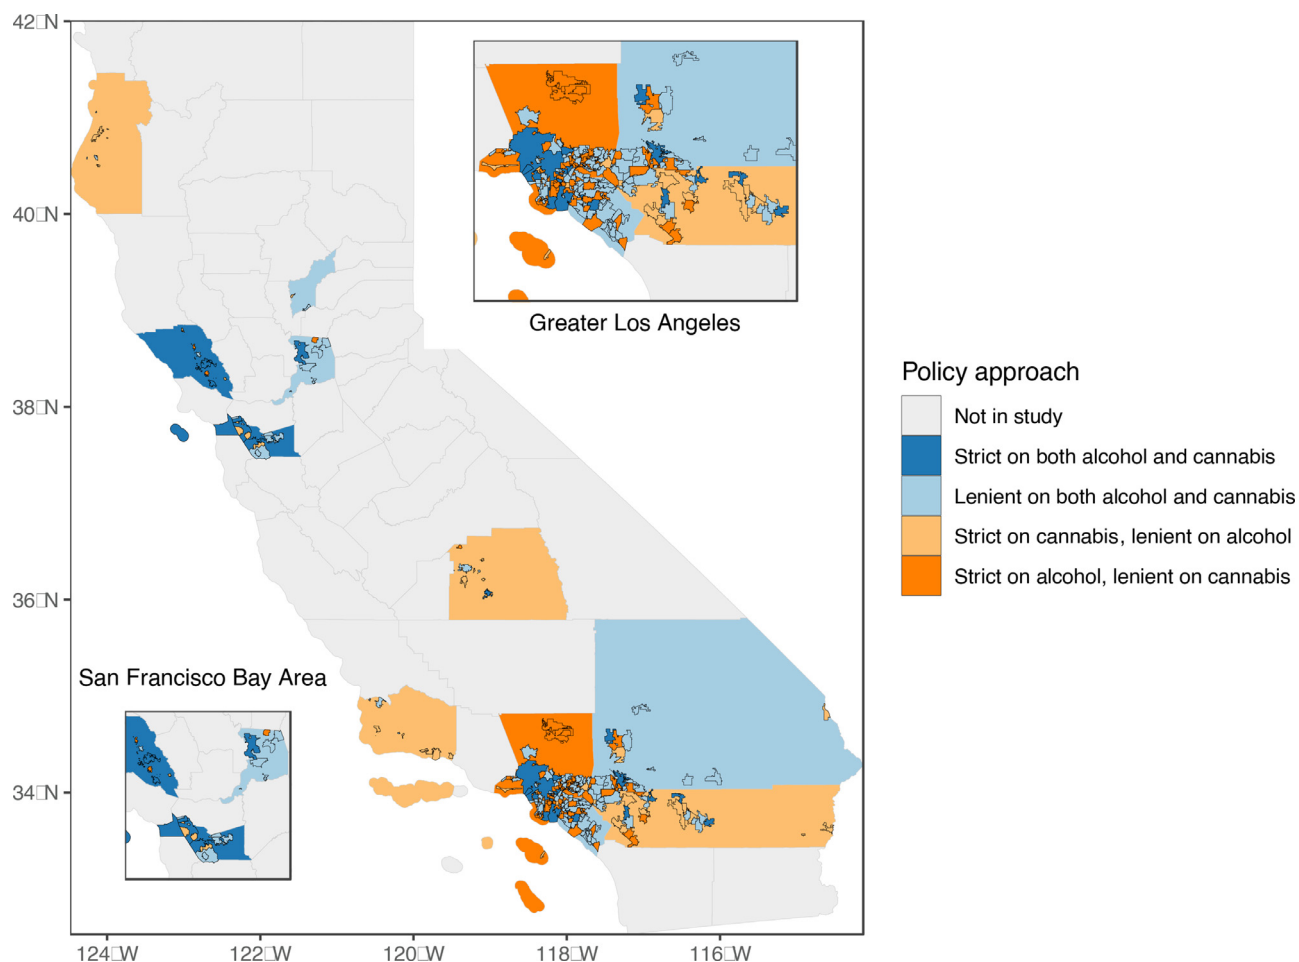 42□N
40□N
38□N
36□N
34□N
124□W
122□W
120□W
118□W
116□W
Greater Los Angeles
San Francisco Bay Area
Policy approach
Not in study
Strict on both alcohol and cannabis
Lenient on both alcohol and cannabis
Strict on cannabis, lenient on alcohol
Strict on alcohol, lenient on cannabis